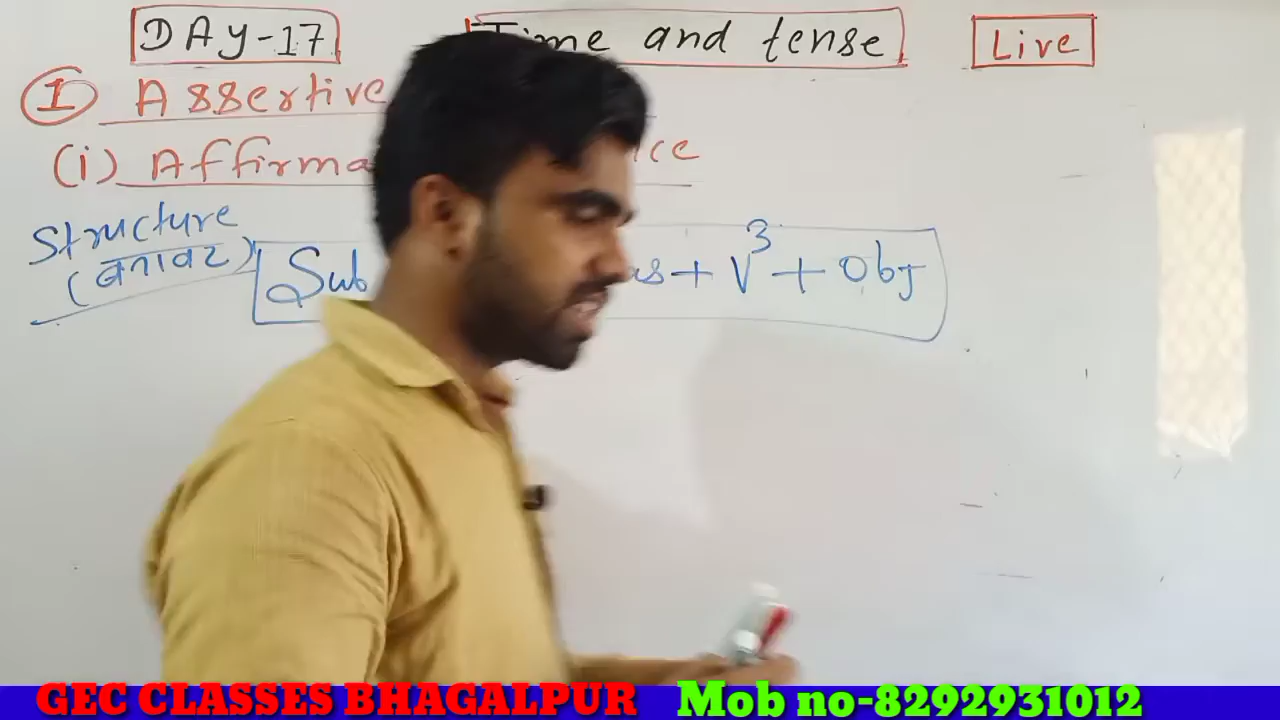 DAY-17 Time and tense Live
I Assertive
(i) Affirma
Structure
(बनावट) Sub as + V³ + Obj
GEC CLASSES BHAGALPUR Mob no-8292931012